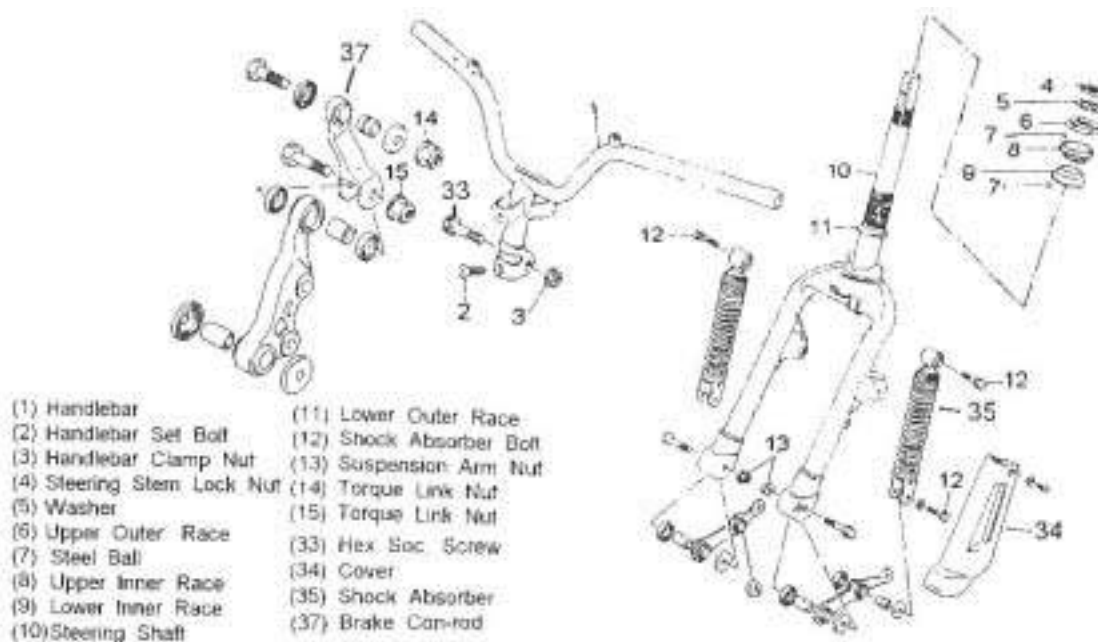 37
14
15
33
2
3
12
10
11
4
5
6
7
8
9
7
12
35
13
12
34
(1) Handlebar
(2) Handlebar Set Bolt
(3) Handlebar Clamp Nut
(4) Steering Stem Lock Nut
(5) Washer
(6) Upper Outer Race
(7) Steel Ball
(8) Upper Inner Race
(9) Lower Inner Race
(10)Steering Shaft
(11) Lower Outer Race
(12) Shock Absorber Bolt
(13) Suspension Arm Nut
(14) Torque Link Nut
(15) Torque Link Nut
(33) Hex Soc Screw
(34) Cover
(35) Shock Absorber
(37) Brake Con-rod